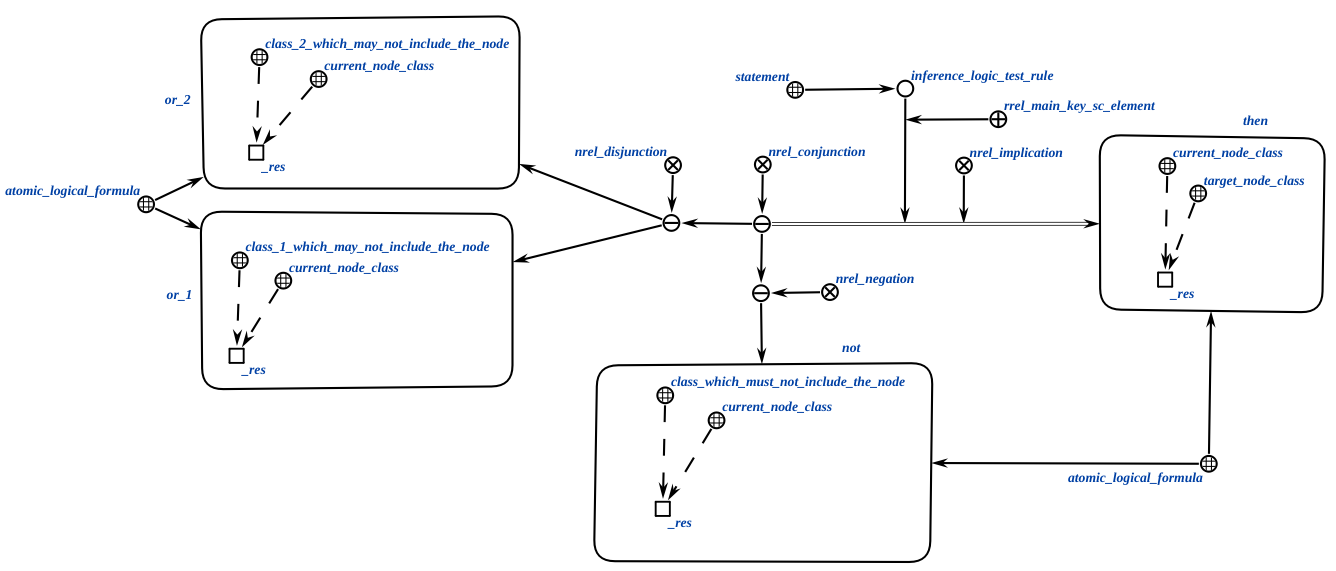 class_2_which_may_not_include_the_node
current_node_class
or_2
_res
atomic_logical_formula
class_1_which_may_not_include_the_node
current_node_class
or_1
_res
statement
inference_logic_test_rule
rrel_main_key_sc_element
nrel_disjunction
nrel_conjunction
nrel_implication
nrel_negation
then
current_node_class
target_node_class
_res
not
class_which_must_not_include_the_node
current_node_class
_res
atomic_logical_formula